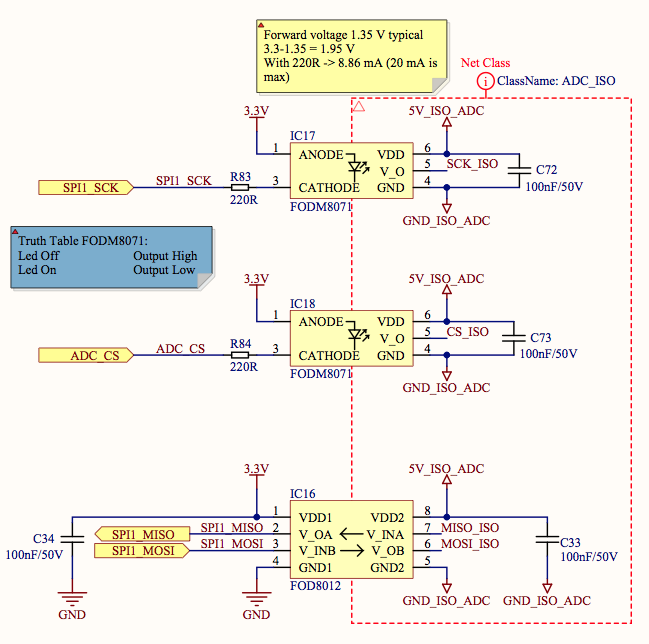 Forward voltage 1.35 V typical
3.3-1.35 = 1.95 V
With 220R -> 8.86 mA (20 mA is
max)
Net Class
i ClassName: ADC_ISO
3.3V
5V_ISO_ADC
IC17
1 ANODE VDD 6
V_O 5 SCK_ISO
C72
100nF/50V
SPI1_SCK SPI1_SCK R83 3 CATHODE GND 4
220R
FODM8071
GND_ISO_ADC
Truth Table FODM8071:
Led Off Output High
Led On Output Low
3.3V
5V_ISO_ADC
IC18
1 ANODE VDD 6
V_O 5 CS_ISO
C73
100nF/50V
ADC_CS ADC_CS R84 3 CATHODE GND 4
220R
FODM8071
GND_ISO_ADC
3.3V
5V_ISO_ADC
IC16
1 VDD1 VDD2 8
SPI1_MISO SPI1_MISO 2 V_OA V_INA 7 MISO_ISO
SPI1_MOSI SPI1_MOSI 3 V_INB V_OB 6 MOSI_ISO
4 GND1 GND2 5
C34
100nF/50V
C33
100nF/50V
FOD8012
GND
GND
GND_ISO_ADC
GND_ISO_ADC